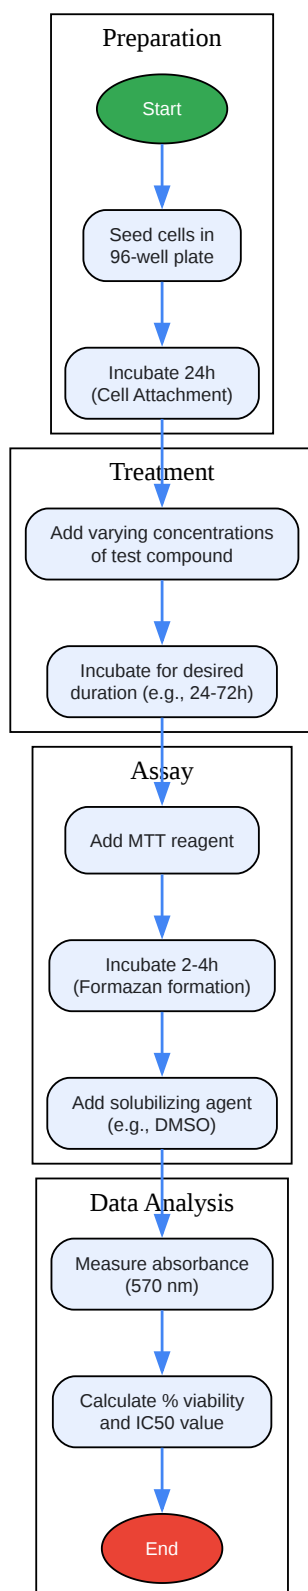 Preparation
Start
Seed cells in
96-well plate
Incubate 24h
(Cell Attachment)
Treatment
Add varying concentrations
of test compound
Incubate for desired
duration (e.g., 24-72h)
Assay
Add MTT reagent
Incubate 2-4h
(Formazan formation)
Add solubilizing agent
(e.g., DMSO)
Data Analysis
Measure absorbance
(570 nm)
Calculate % viability
and IC50 value
End